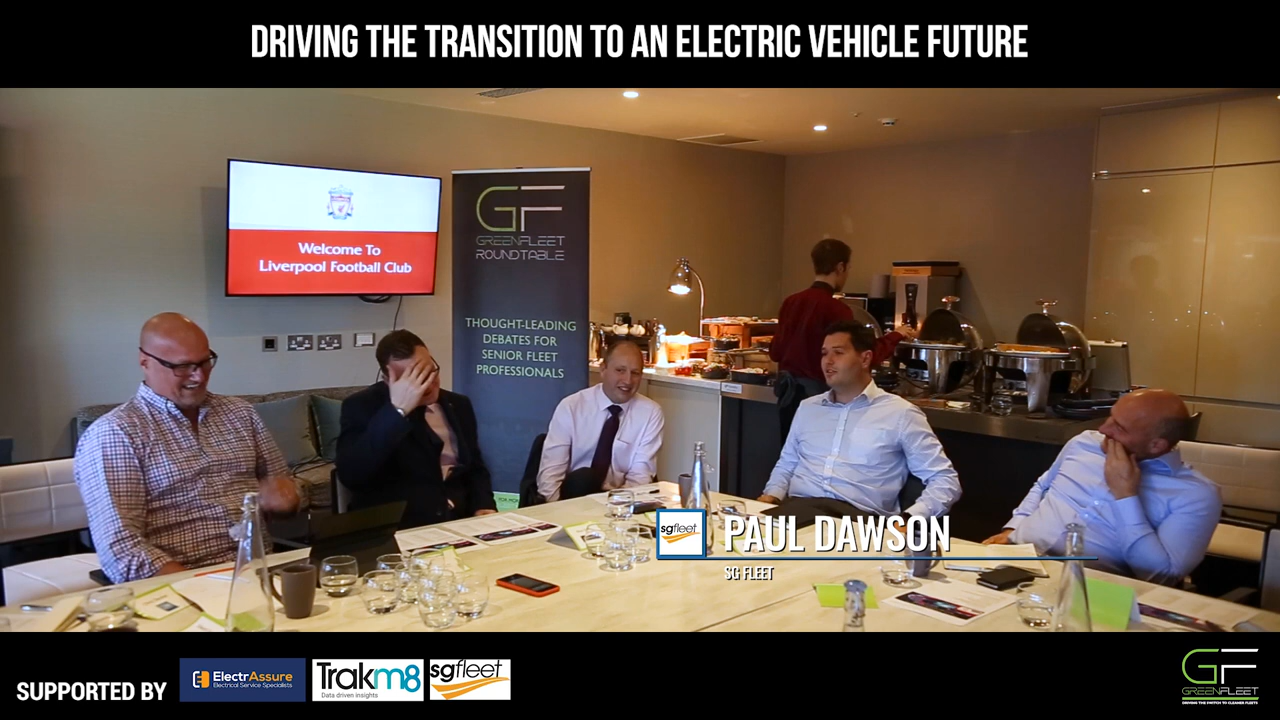 DRIVING THE TRANSITION TO AN ELECTRIC VEHICLE FUTURE
Welcome To
Liverpool Football Club
GF
GREENFLEET
ROUNDTABLE
THOUGHT-LEADING
DEBATES FOR
SENIOR FLEET
PROFESSIONALS
sgfleet
PAUL DAWSON
SG FLEET
SUPPORTED BY
ElectrAssure
Electrical Service Specialists
Trakm8
Data driven insights
sgfleet
GF
GREENFLEET
DRIVING THE SWITCH TO CLEANER FLEETS